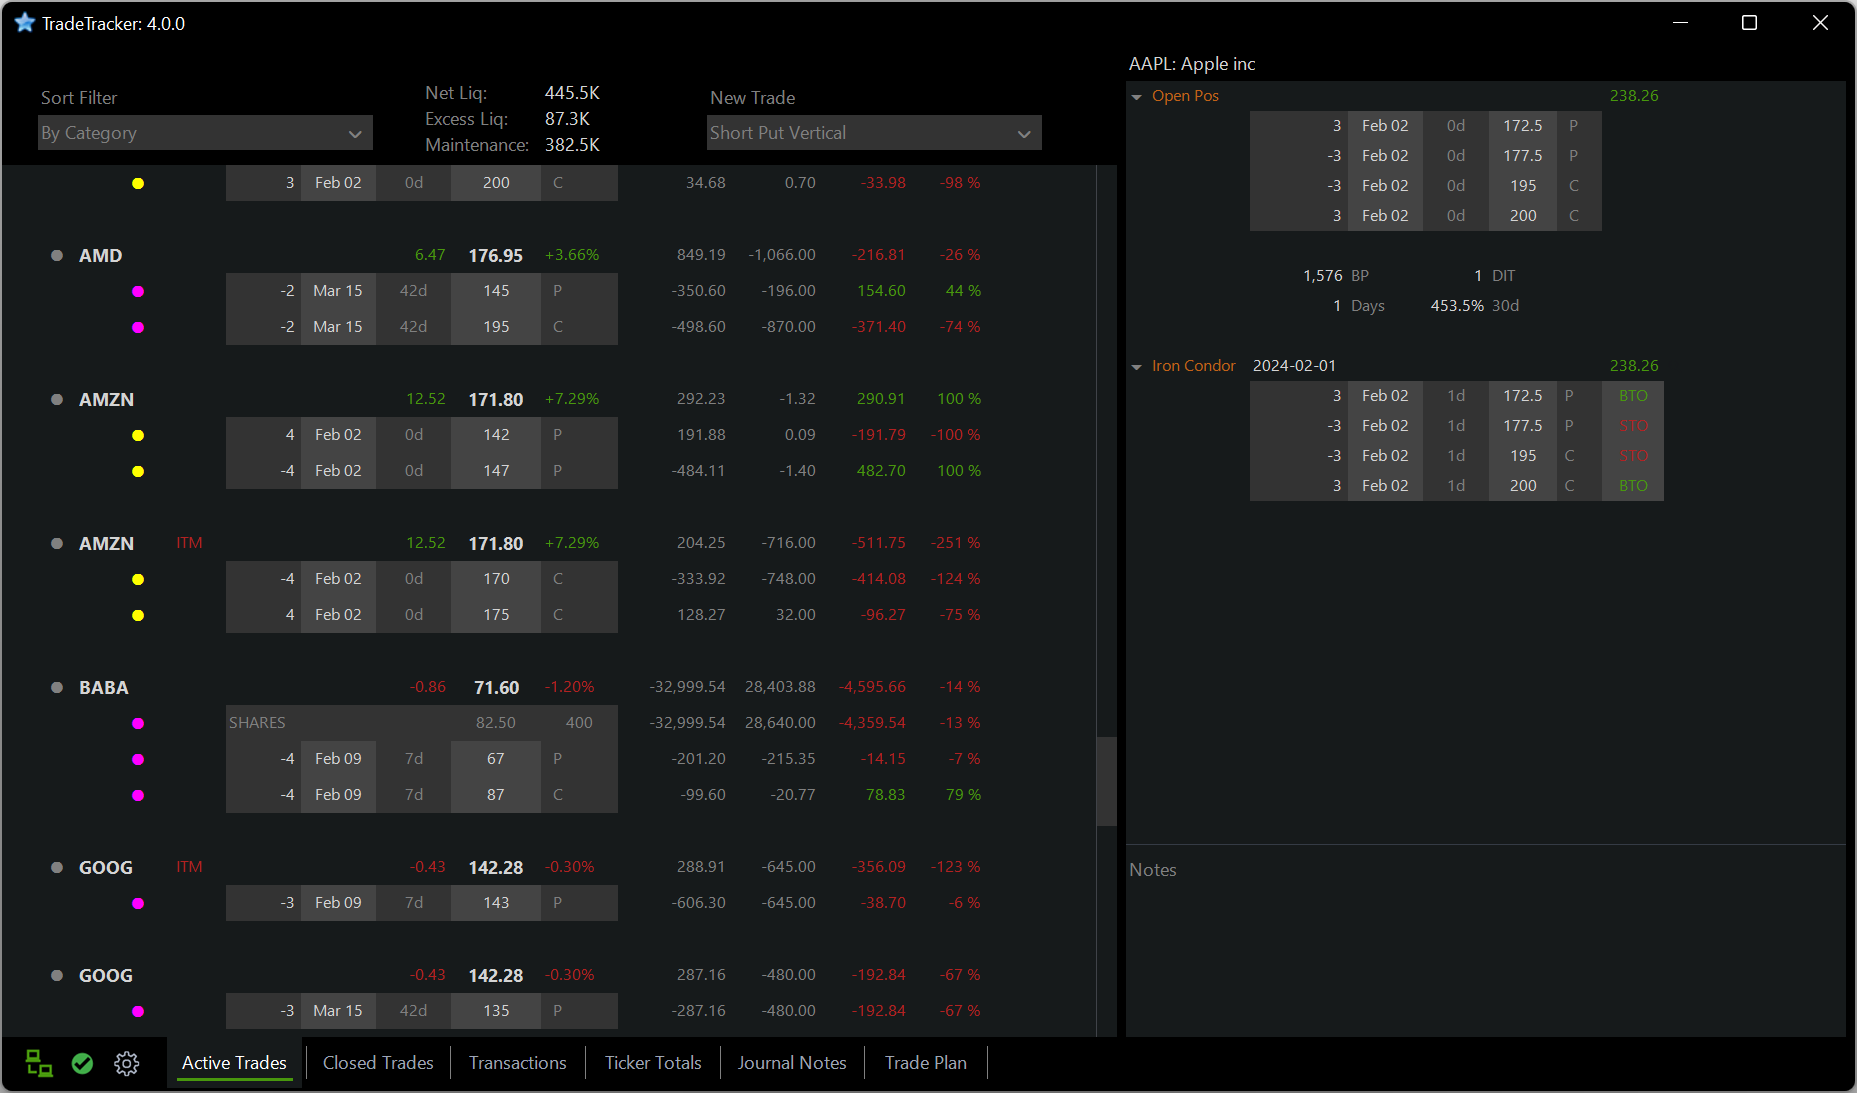 TradeTracker: 4.0.0
Sort Filter
By Category
Net Liq: 445.5K
Excess Liq: 87.3K
Maintenance: 382.5K
New Trade
Short Put Vertical
3 Feb 02 0d 200 C 34.68 0.70 -33.98 -98 %
AMD 6.47 176.95 +3.66% 849.19 -1,066.00 -216.81 -26 %
-2 Mar 15 42d 145 P -350.60 -196.00 154.60 44 %
-2 Mar 15 42d 195 C -498.60 -870.00 -371.40 -74 %
AMZN 12.52 171.80 +7.29% 292.23 -1.32 290.91 100 %
4 Feb 02 0d 142 P 191.88 0.09 -191.79 -100 %
-4 Feb 02 0d 147 P -484.11 -1.40 482.70 100 %
AMZN ITM 12.52 171.80 +7.29% 204.25 -716.00 -511.75 -251 %
-4 Feb 02 0d 170 C -333.92 -748.00 -414.08 -124 %
4 Feb 02 0d 175 C 128.27 32.00 -96.27 -75 %
BABA -0.86 71.60 -1.20% -32,999.54 28,403.88 -4,595.66 -14 %
SHARES 82.50 400 -32,999.54 28,640.00 -4,359.54 -13 %
-4 Feb 09 7d 67 P -201.20 -215.35 -14.15 -7 %
-4 Feb 09 7d 87 C -99.60 -20.77 78.83 79 %
GOOG ITM -0.43 142.28 -0.30% 288.91 -645.00 -356.09 -123 %
-3 Feb 09 7d 143 P -606.30 -645.00 -38.70 -6 %
GOOG -0.43 142.28 -0.30% 287.16 -480.00 -192.84 -67 %
-3 Mar 15 42d 135 P -287.16 -480.00 -192.84 -67 %
AAPL: Apple inc
Open Pos 238.26
3 Feb 02 0d 172.5 P
-3 Feb 02 0d 177.5 P
-3 Feb 02 0d 195 C
3 Feb 02 0d 200 C
1,576 BP 1 DIT
1 Days 453.5% 30d
Iron Condor 2024-02-01 238.26
3 Feb 02 1d 172.5 P BTO
-3 Feb 02 1d 177.5 P STO
-3 Feb 02 1d 195 C STO
3 Feb 02 1d 200 C BTO
Notes
Active Trades Closed Trades Transactions Ticker Totals Journal Notes Trade Plan